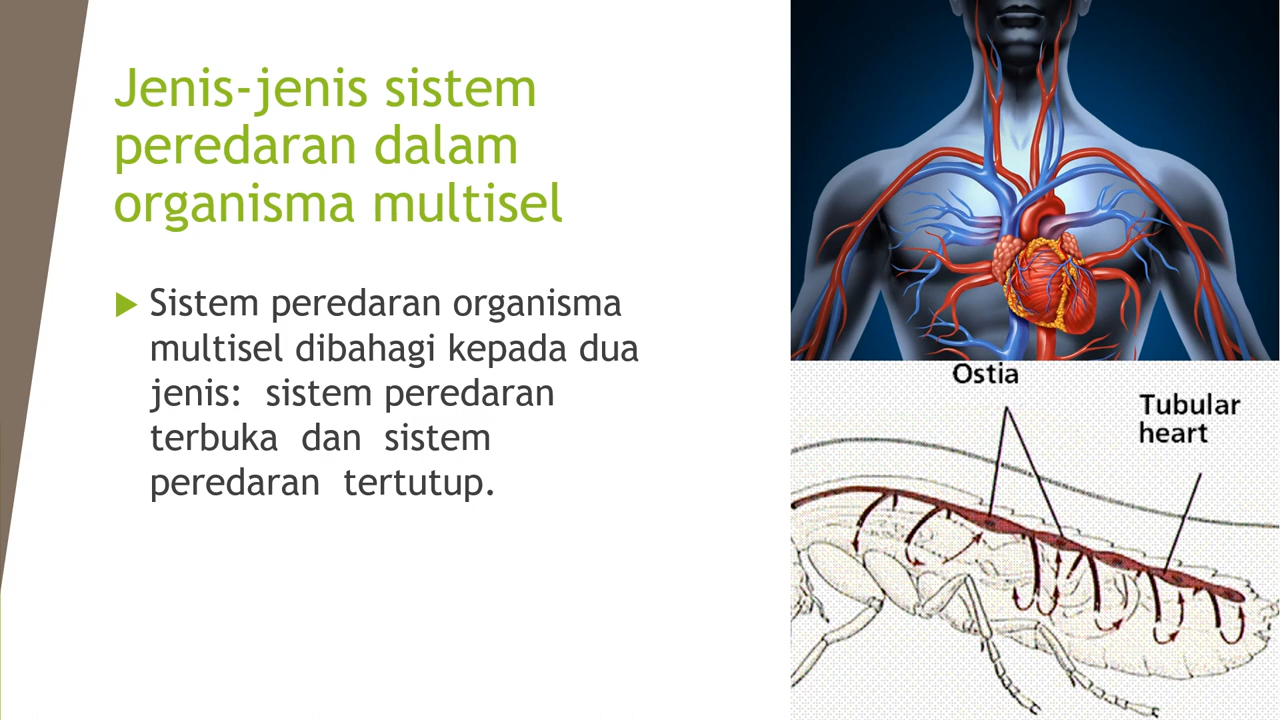 Jenis-jenis sistem
peredaran dalam
organisma multisel
Sistem peredaran organisma
multisel dibahagi kepada dua
jenis: sistem peredaran
terbuka dan sistem
peredaran tertutup.
Ostia
Tubular
heart